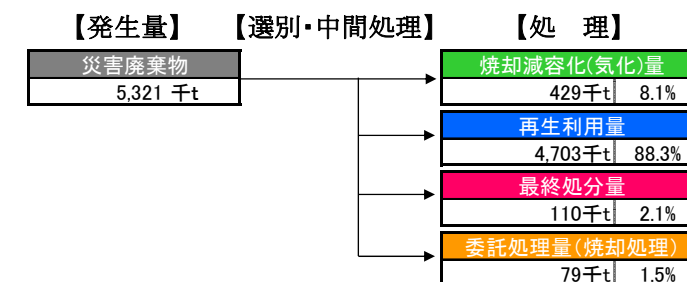 【発生量】 【選別・中間処理】 【処 理】
災害廃棄物
5,321 千t
焼却減容化(気化)量
429千t 8.1%
再生利用量
4,703千t 88.3%
最終処分量
110千t 2.1%
委託処理量(焼却処理)
79千t 1.5%